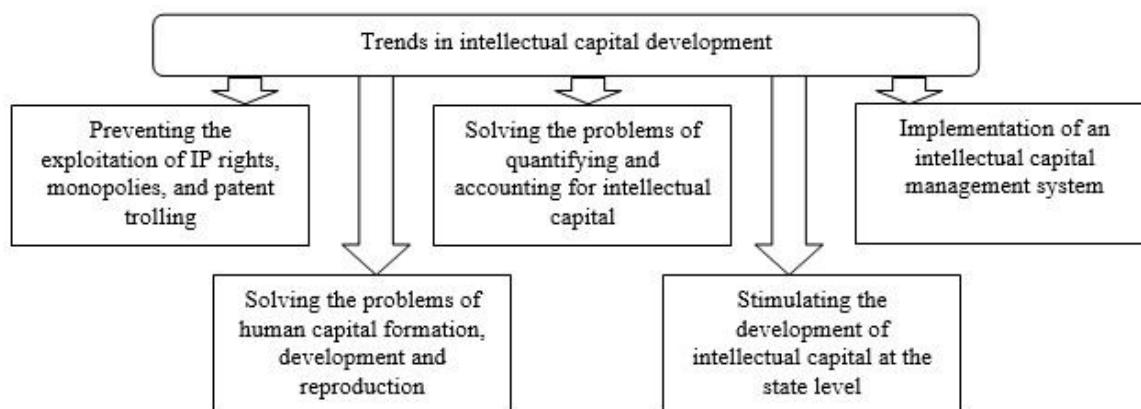 Trends in intellectual capital development
Preventing the
exploitation of IP rights,
monopolies, and patent
trolling
Solving the problems of
quantifying and
accounting for intellectual
capital
Implementation of an
intellectual capital
management system
Solving the problems of
human capital formation,
development and
reproduction
Stimulating the
development of
intellectual capital at the
state level